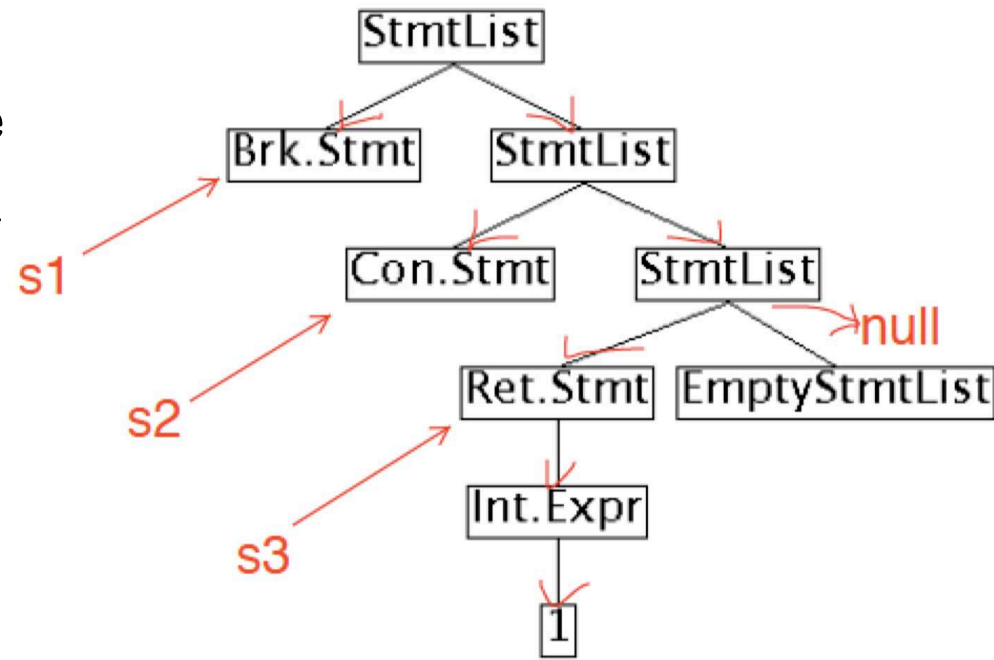 StmtList
e
Brk.Stmt StmtList
s1
Con.Stmt StmtList
null
s2
Ret.Stmt EmptyStmtList
s3
Int.Expr
1